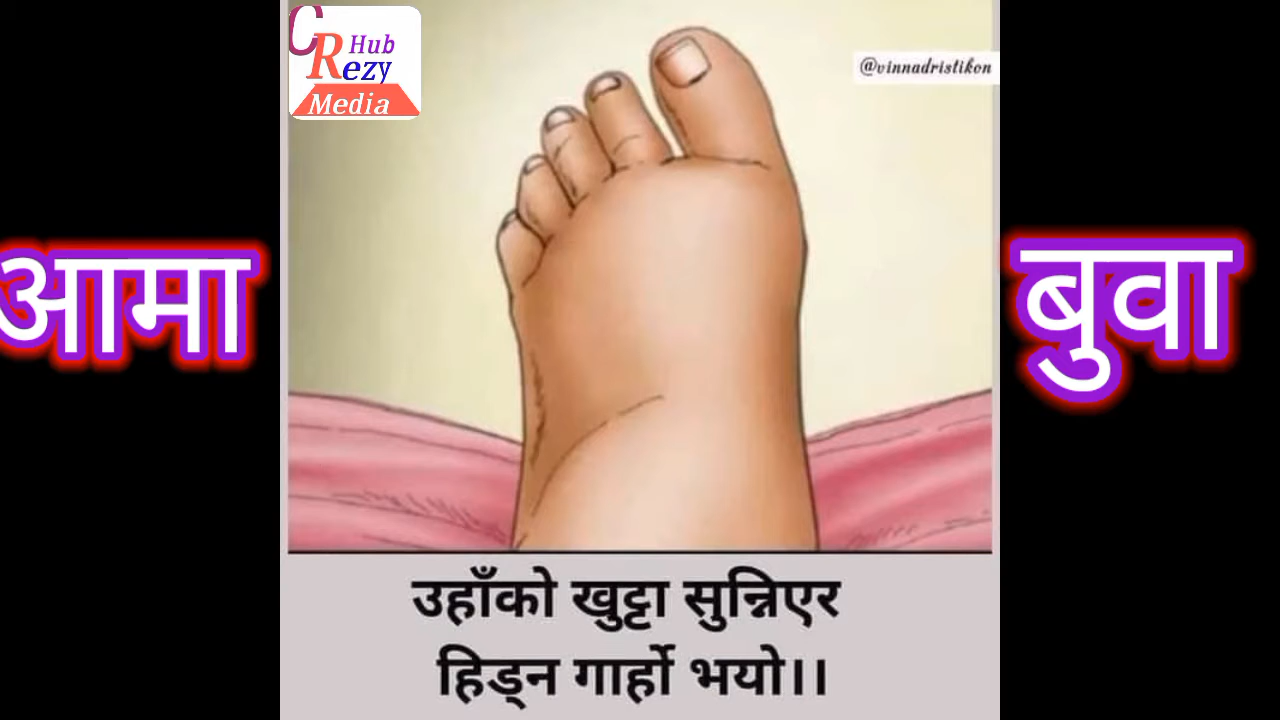 CRezy Hub
Media
@vinnadristikon
आमा
बुवा
उहाँको खुट्टा सुन्निएर
हिड्न गार्हो भयो।।